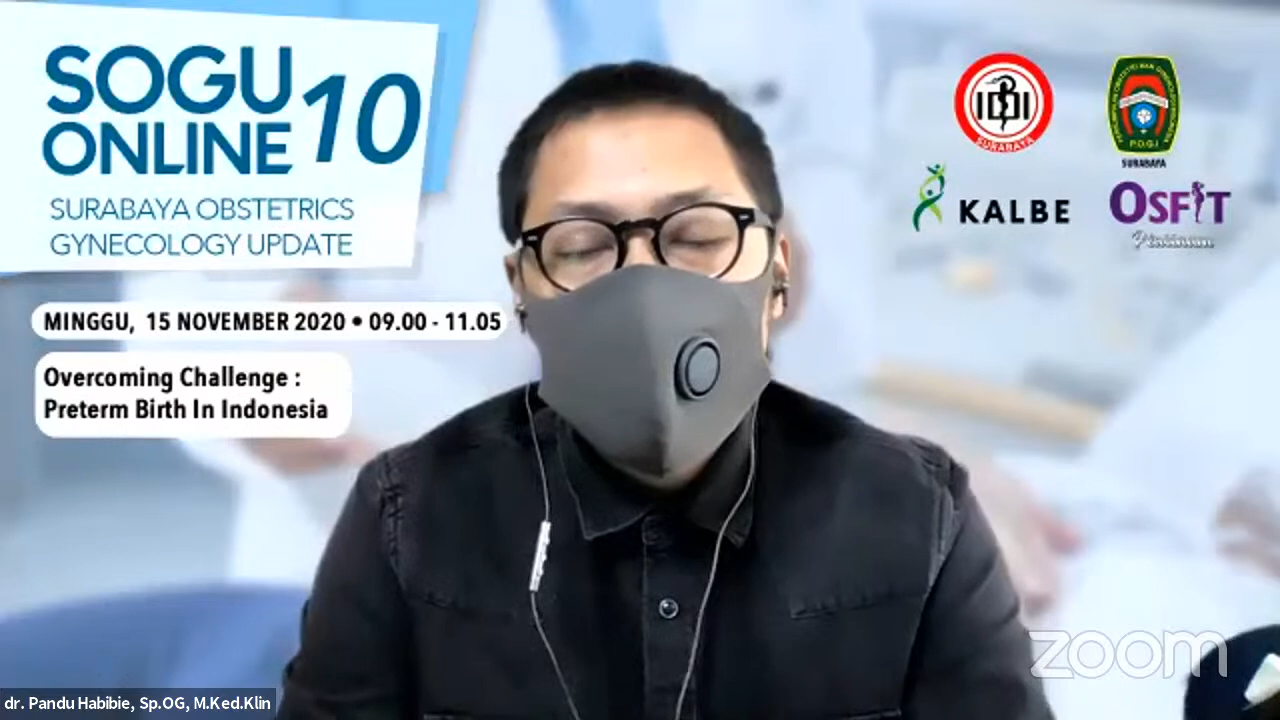 SOGU
ONLINE 10
SURABAYA OBSTETRICS
GYNECOLOGY UPDATE
MINGGU, 15 NOVEMBER 2020 • 09.00 - 11.05
Overcoming Challenge :
Preterm Birth In Indonesia
IDI
SURABAYA
P.O.G.I
SURABAYA
KALBE
OSFIT
Platinum
zoom
dr. Pandu Habibie, Sp.OG, M.Ked.Klin